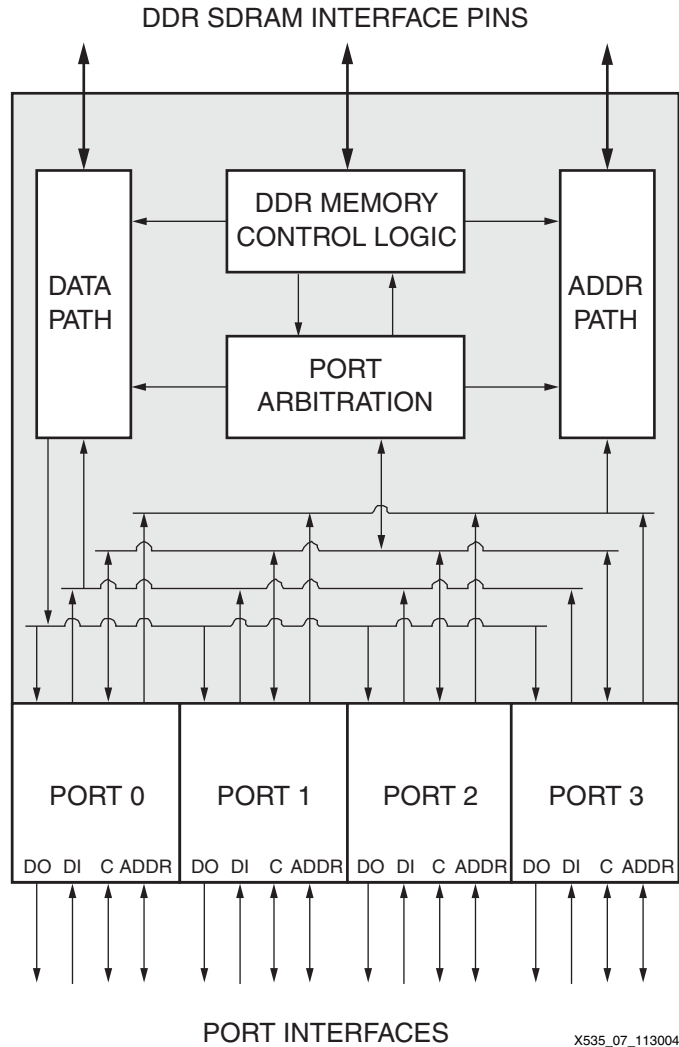 DDR SDRAM INTERFACE PINS
DDR MEMORY
CONTROL LOGIC
DATA
PATH
ADDR
PATH
PORT
ARBITRATION
PORT 0
PORT 1
PORT 2
PORT 3
DO DI C ADDR
DO DI C ADDR
DO DI C ADDR
DO DI C ADDR
PORT INTERFACES
X535_07_113004